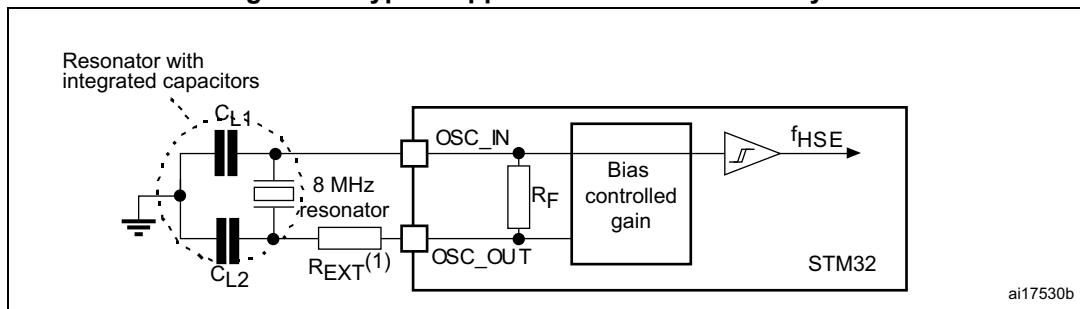 Resonator with
integrated capacitors
CL1
OSC_IN
fHSE
8 MHz
resonator
RF
Bias
controlled
gain
REXT(1)
OSC_OUT
STM32
CL2
ai17530b